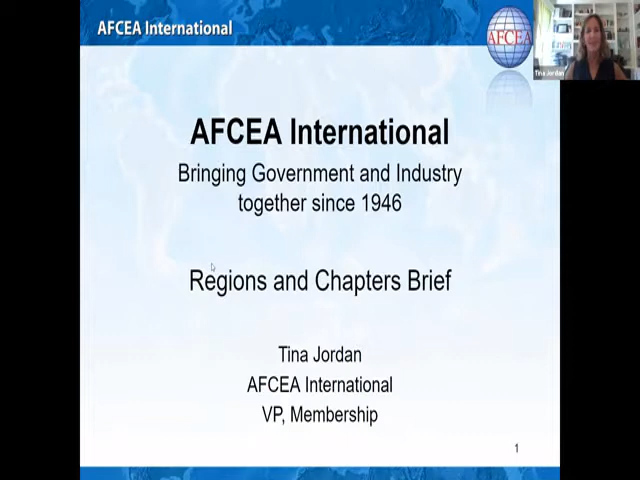 AFCEA International
AFCEA
Tina Jordan
AFCEA International
Bringing Government and Industry
together since 1946
Regions and Chapters Brief
Tina Jordan
AFCEA International
VP, Membership
1